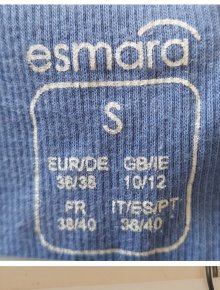 esmara
S
EUR/DE GB/IE
36/38 10/12
FR IT/ES/PT
38/40 38/40